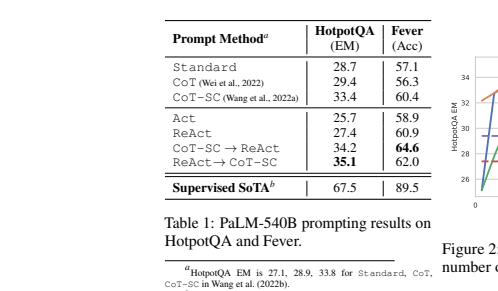 Prompt Method^a HotpotQA Fever
(EM) (Acc)
Standard 28.7 57.1
CoT (Wei et al., 2022) 29.4 56.3
CoT-SC (Wang et al., 2022a) 33.4 60.4
Act 25.7 58.9
ReAct 27.4 60.9
CoT-SC → ReAct 34.2 64.6
ReAct → CoT-SC 35.1 62.0
Supervised SoTA^b 67.5 89.5
Table 1: PaLM-540B prompting results on
HotpotQA and Fever.
^a HotpotQA EM is 27.1, 28.9, 33.8 for Standard, CoT,
CoT-SC in Wang et al. (2022b).
HotpotQA EM
34
32
30
28
26
0
Figure 2:
number o